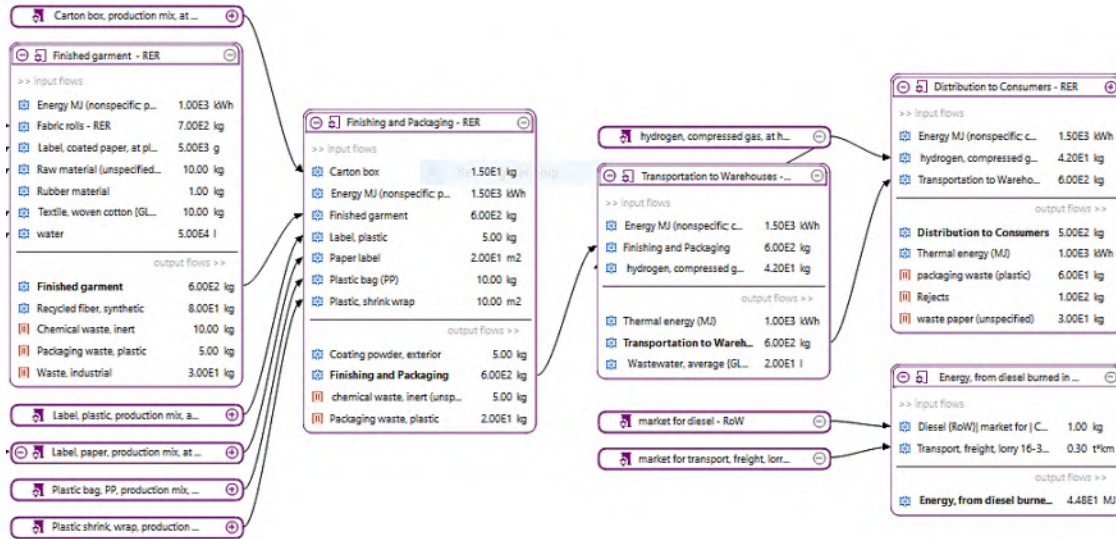 Carton box, production mix, at ...
Finished garment - RER
>> input flows
Energy MJ (nonspecific; p... 1.00E3 kWh
Fabric rolls - RER 7.00E2 kg
Label, coated paper, at pl... 5.00E3 g
Raw material (unspecified... 10.00 kg
Rubber material 1.00 kg
Textile, woven cotton [GL... 10.00 kg
water 5.00E4 l
output flows >>
Finished garment 6.00E2 kg
Recycled fiber, synthetic 8.00E1 kg
Chemical waste, inert 10.00 kg
Packaging waste, plastic 5.00 kg
Waste, industrial 3.00E1 kg
Label, plastic, production mix, a...
Label, paper, production mix, at ...
Plastic bag, PP, production mix, ...
Plastic shrink, wrap, production ...
Finishing and Packaging - RER
>> input flows
Carton box 1.50E1 kg
Energy MJ (nonspecific; p... 1.50E3 kWh
Finished garment 6.00E2 kg
Label, plastic 5.00 kg
Paper label 2.00E1 m2
Plastic bag (PP) 10.00 kg
Plastic, shrink wrap 10.00 m2
output flows >>
Coating powder, exterior 5.00 kg
Finishing and Packaging 6.00E2 kg
chemical waste, inert (unsp... 5.00 kg
Packaging waste, plastic 2.00E1 kg
hydrogen, compressed gas, at h...
Transportation to Warehouses -...
>> input flows
Energy MJ (nonspecific; c... 1.50E3 kWh
Finishing and Packaging 6.00E2 kg
hydrogen, compressed g... 4.20E1 kg
output flows >>
Thermal energy (MJ) 1.00E3 kWh
Transportation to Wareh... 6.00E2 kg
Wastewater, average [GL... 2.00E1 l
market for diesel - RoW
market for transport, freight, lorr...
Distribution to Consumers - RER
>> input flows
Energy MJ (nonspecific; c... 1.50E3 kWh
hydrogen, compressed g... 4.20E1 kg
Transportation to Wareho... 6.00E2 kg
output flows >>
Distribution to Consumers 5.00E2 kg
Thermal energy (MJ) 1.00E3 kWh
packaging waste (plastic) 6.00E1 kg
Rejects 1.00E2 kg
waste paper (unspecified) 3.00E1 kg
Energy, from diesel burned in ...
>> input flows
Diesel {RoW}| market for | C... 1.00 kg
Transport, freight, lorry 16-3... 0.30 t*km
output flows >>
Energy, from diesel burne... 4.48E1 MJ